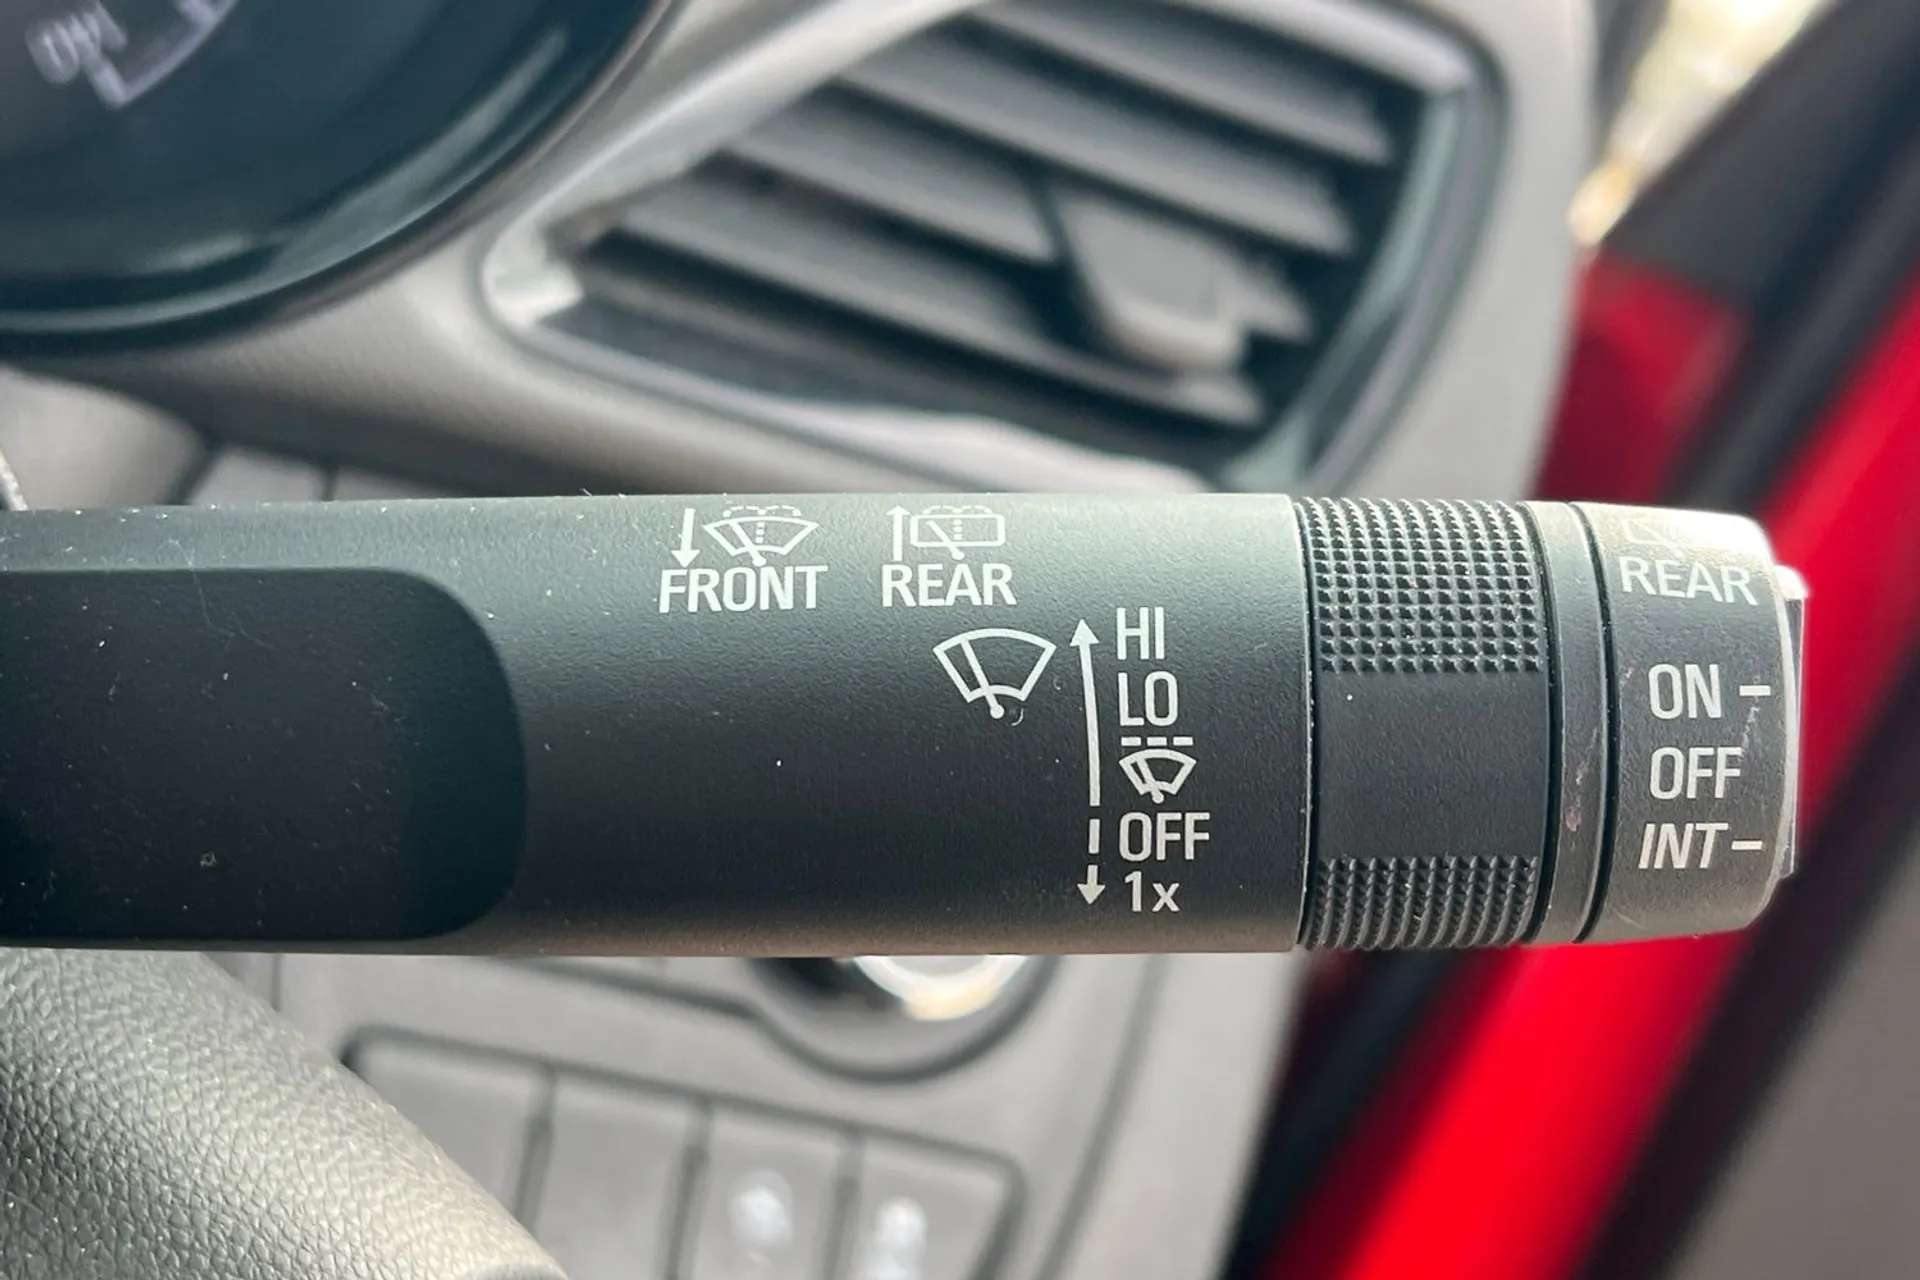 FRONT REAR
HI
LO
OFF
1x
REAR
ON
OFF
INT